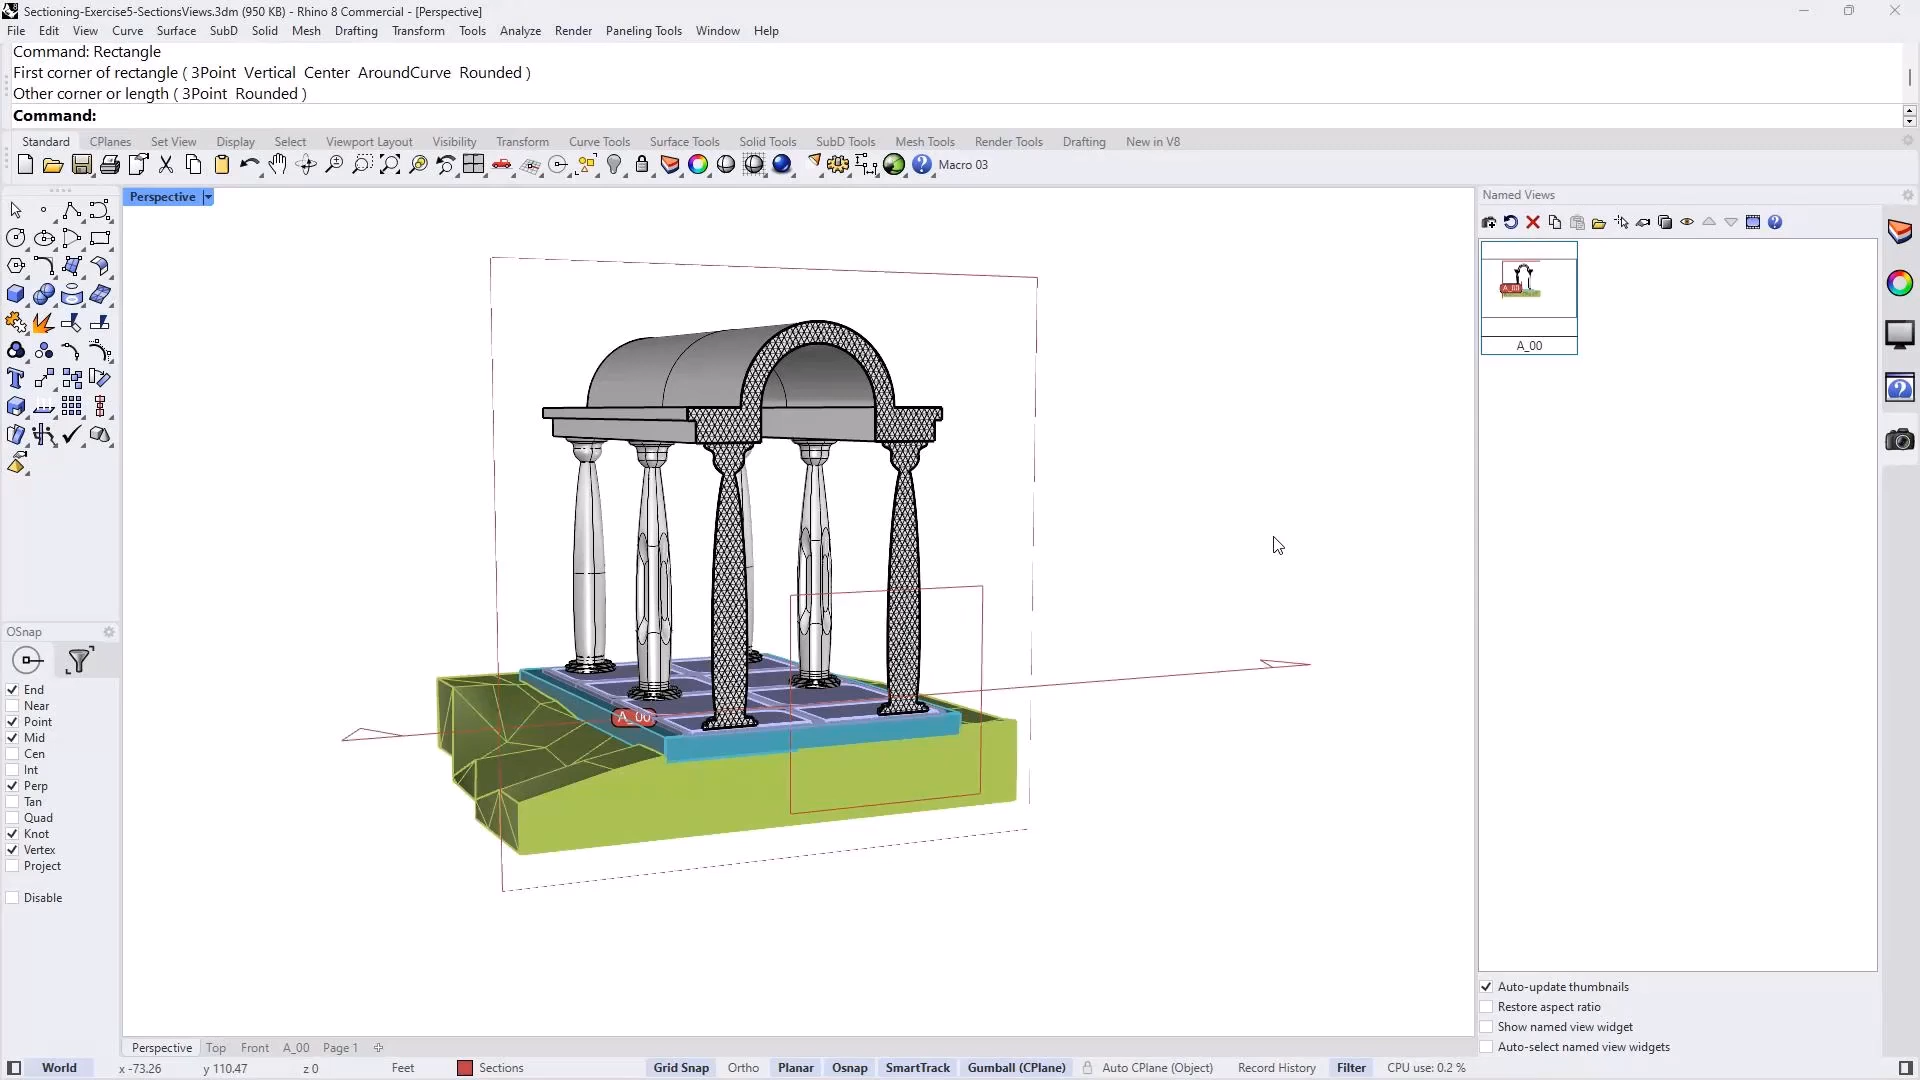 Sectioning-Exercise5-SectionsViews.3dm (950 KB) - Rhino 8 Commercial - [Perspective]
File Edit View Curve Surface SubD Solid Mesh Drafting Transform Tools Analyze Render Paneling Tools Window Help
Command: Rectangle
First corner of rectangle ( 3Point Vertical Center AroundCurve Rounded )
Other corner or length ( 3Point Rounded )
Command:
Standard CPlanes Set View Display Select Viewport Layout Visibility Transform Curve Tools Surface Tools Solid Tools SubD Tools Mesh Tools Render Tools Drafting New in V8
Macro 03
Perspective
Named Views
A_00
A_00
A_00
OSnap
End
Near
Point
Mid
Cen
Int
Perp
Tan
Quad
Knot
Vertex
Project
Disable
Auto-update thumbnails
Restore aspect ratio
Show named view widget
Auto-select named view widgets
Perspective Top Front A_00 Page 1
World x -73.26 y 110.47 z 0 Feet Sections Grid Snap Ortho Planar Osnap SmartTrack Gumball (CPlane) Auto CPlane (Object) Record History Filter CPU use: 0.2 %